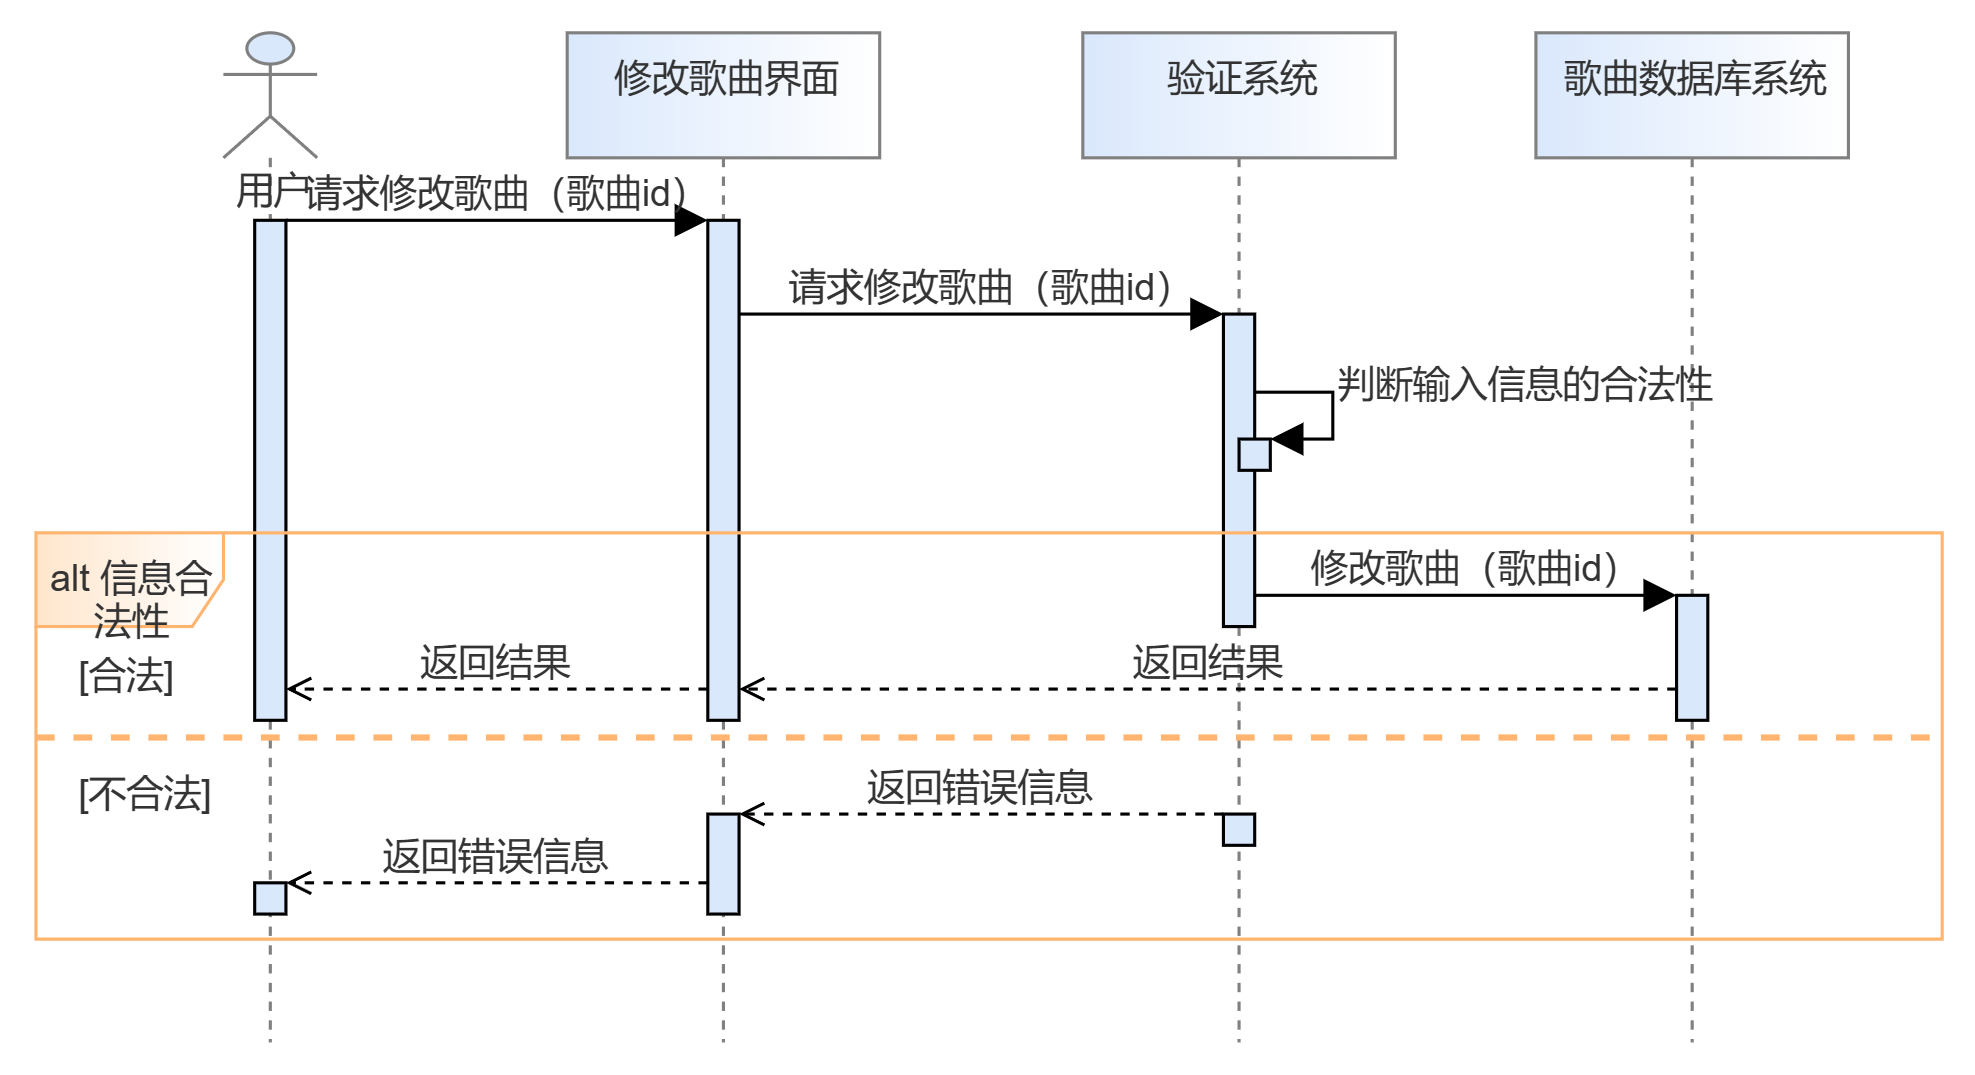 修改歌曲界面
验证系统
歌曲数据库系统
用户
请求修改歌曲（歌曲id）
请求修改歌曲（歌曲id）
判断输入信息的合法性
alt 信息合
法性
修改歌曲（歌曲id）
[合法]
返回结果
返回结果
[不合法]
返回错误信息
返回错误信息